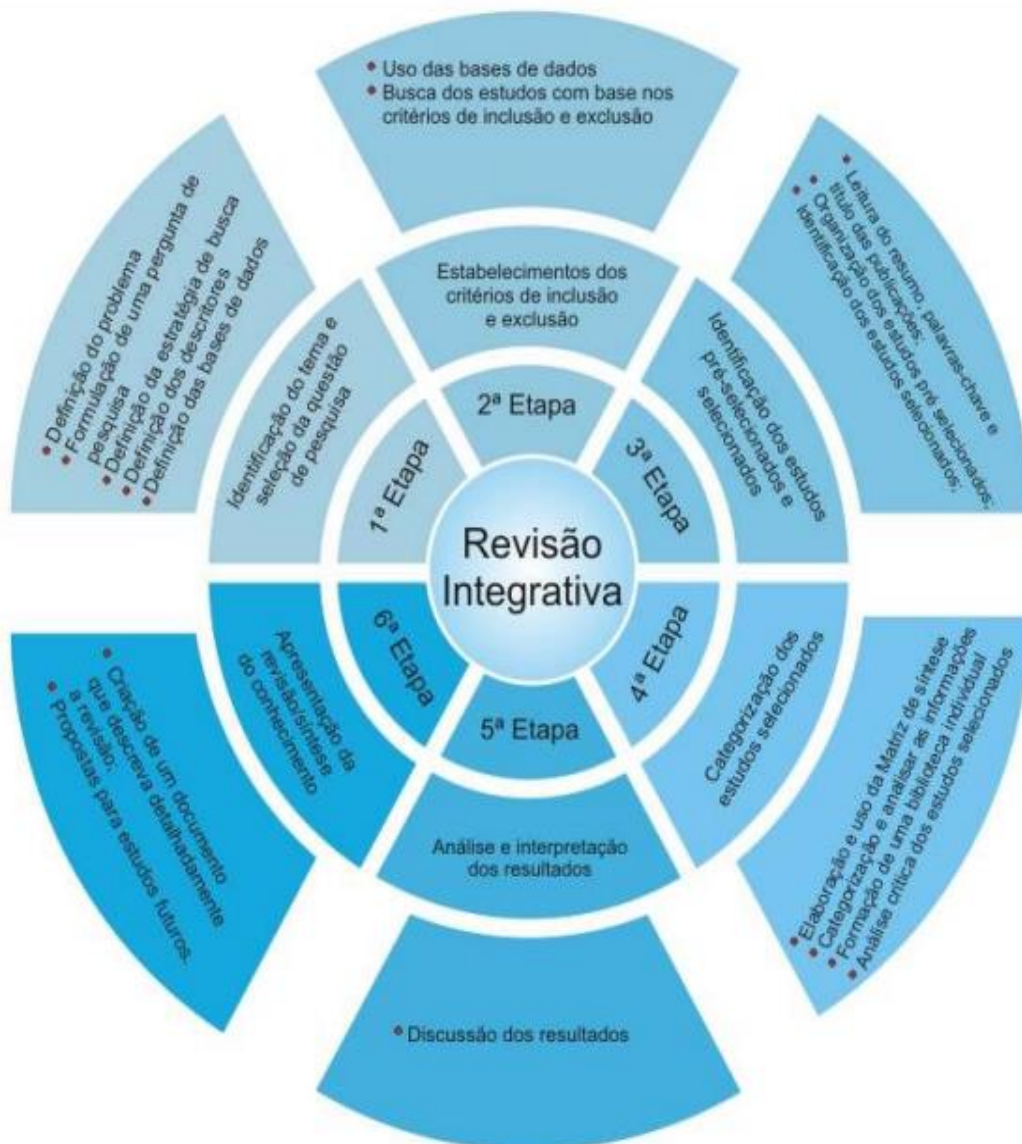 Revisão
Integrativa
1ª Etapa
Identificação do tema e
seleção da questão
de pesquisa
• Definição do problema
• Formulação de uma pergunta de
pesquisa
• Definição da estratégia de busca
• Definição dos descritores
• Definição das bases de dados
2ª Etapa
Estabelecimentos dos
critérios de inclusão
e exclusão
• Uso das bases de dados
• Busca dos estudos com base nos
critérios de inclusão e exclusão
3ª Etapa
Identificação dos estudos
pré-selecionados e
selecionados
• Leitura do resumo, palavras-chave e
título das publicações;
• Organização dos estudos pré selecionados;
• Identificação dos estudos selecionados;
4ª Etapa
Categorização dos
estudos selecionados
• Elaboração e uso da Matriz de síntese
• Categorização e analisar as informações
• Formação de uma biblioteca individual
• Análise crítica dos estudos selecionados
5ª Etapa
Análise e interpretação
dos resultados
• Discussão dos resultados
6ª Etapa
Apresentação da
revisão/síntese
do conhecimento
• Criação de um documento
que descreva detalhadamente
a revisão;
• Propostas para estudos futuros.